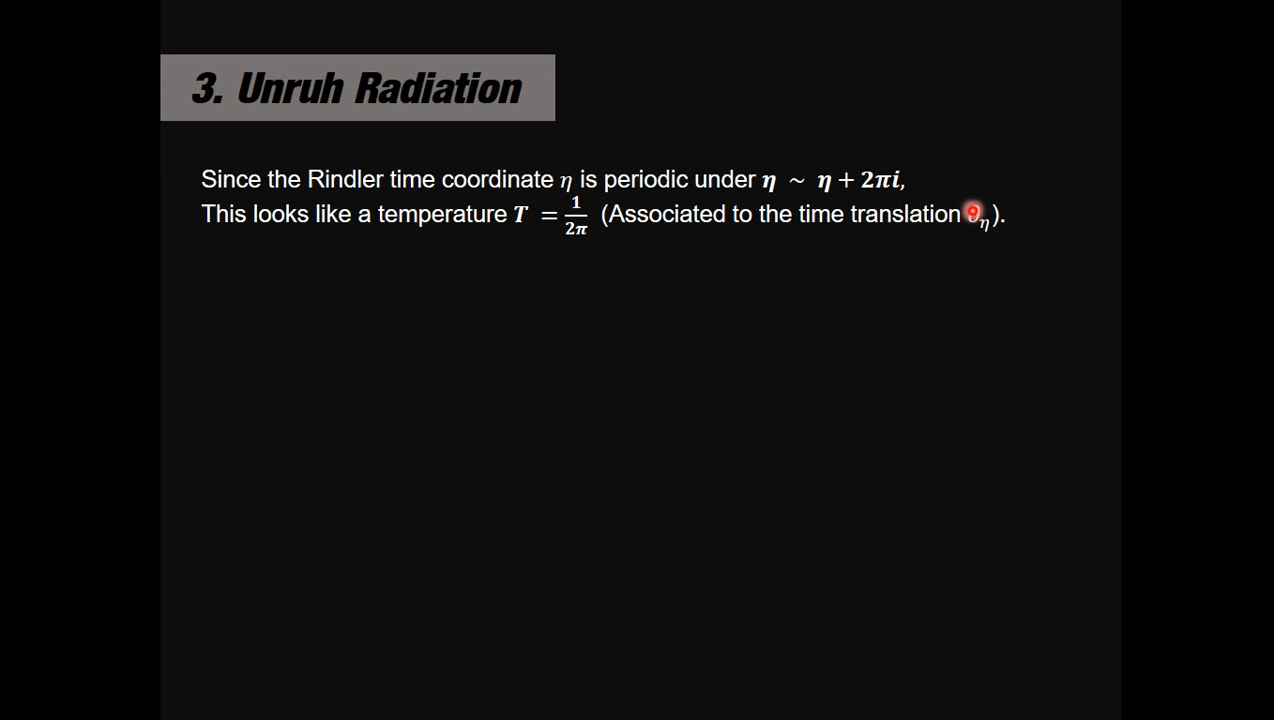 3. Unruh Radiation
Since the Rindler time coordinate η is periodic under η ~ η + 2πi,
This looks like a temperature T = 1/2π (Associated to the time translation ∂η).